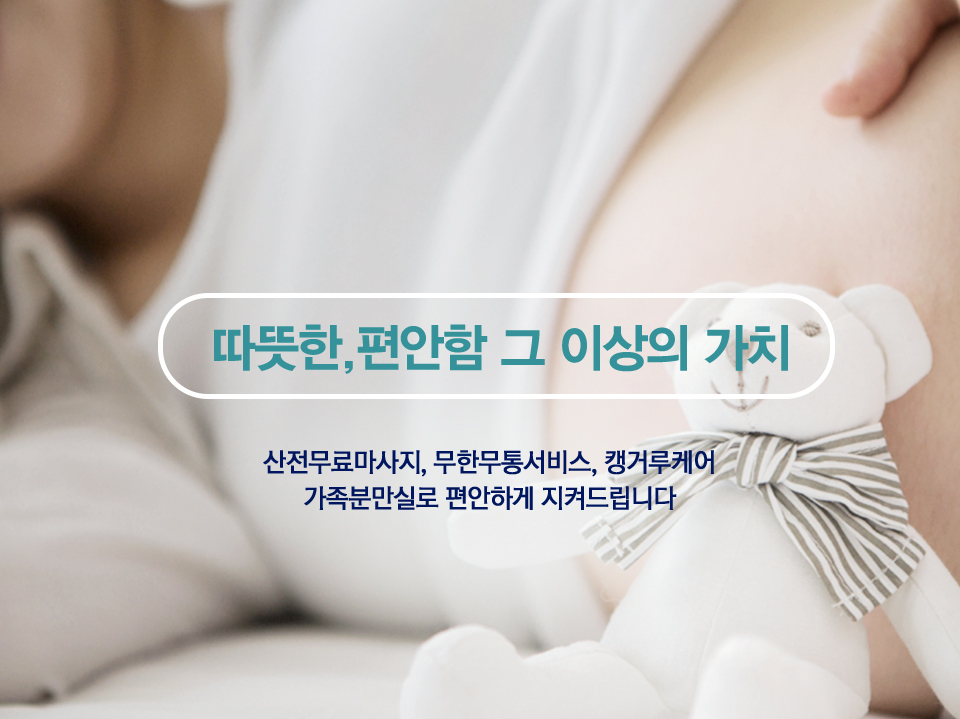 따뜻한,편안함 그 이상의 가치
산전무료마사지, 무한무통서비스, 캥거루케어
가족분만실로 편안하게 지켜드립니다